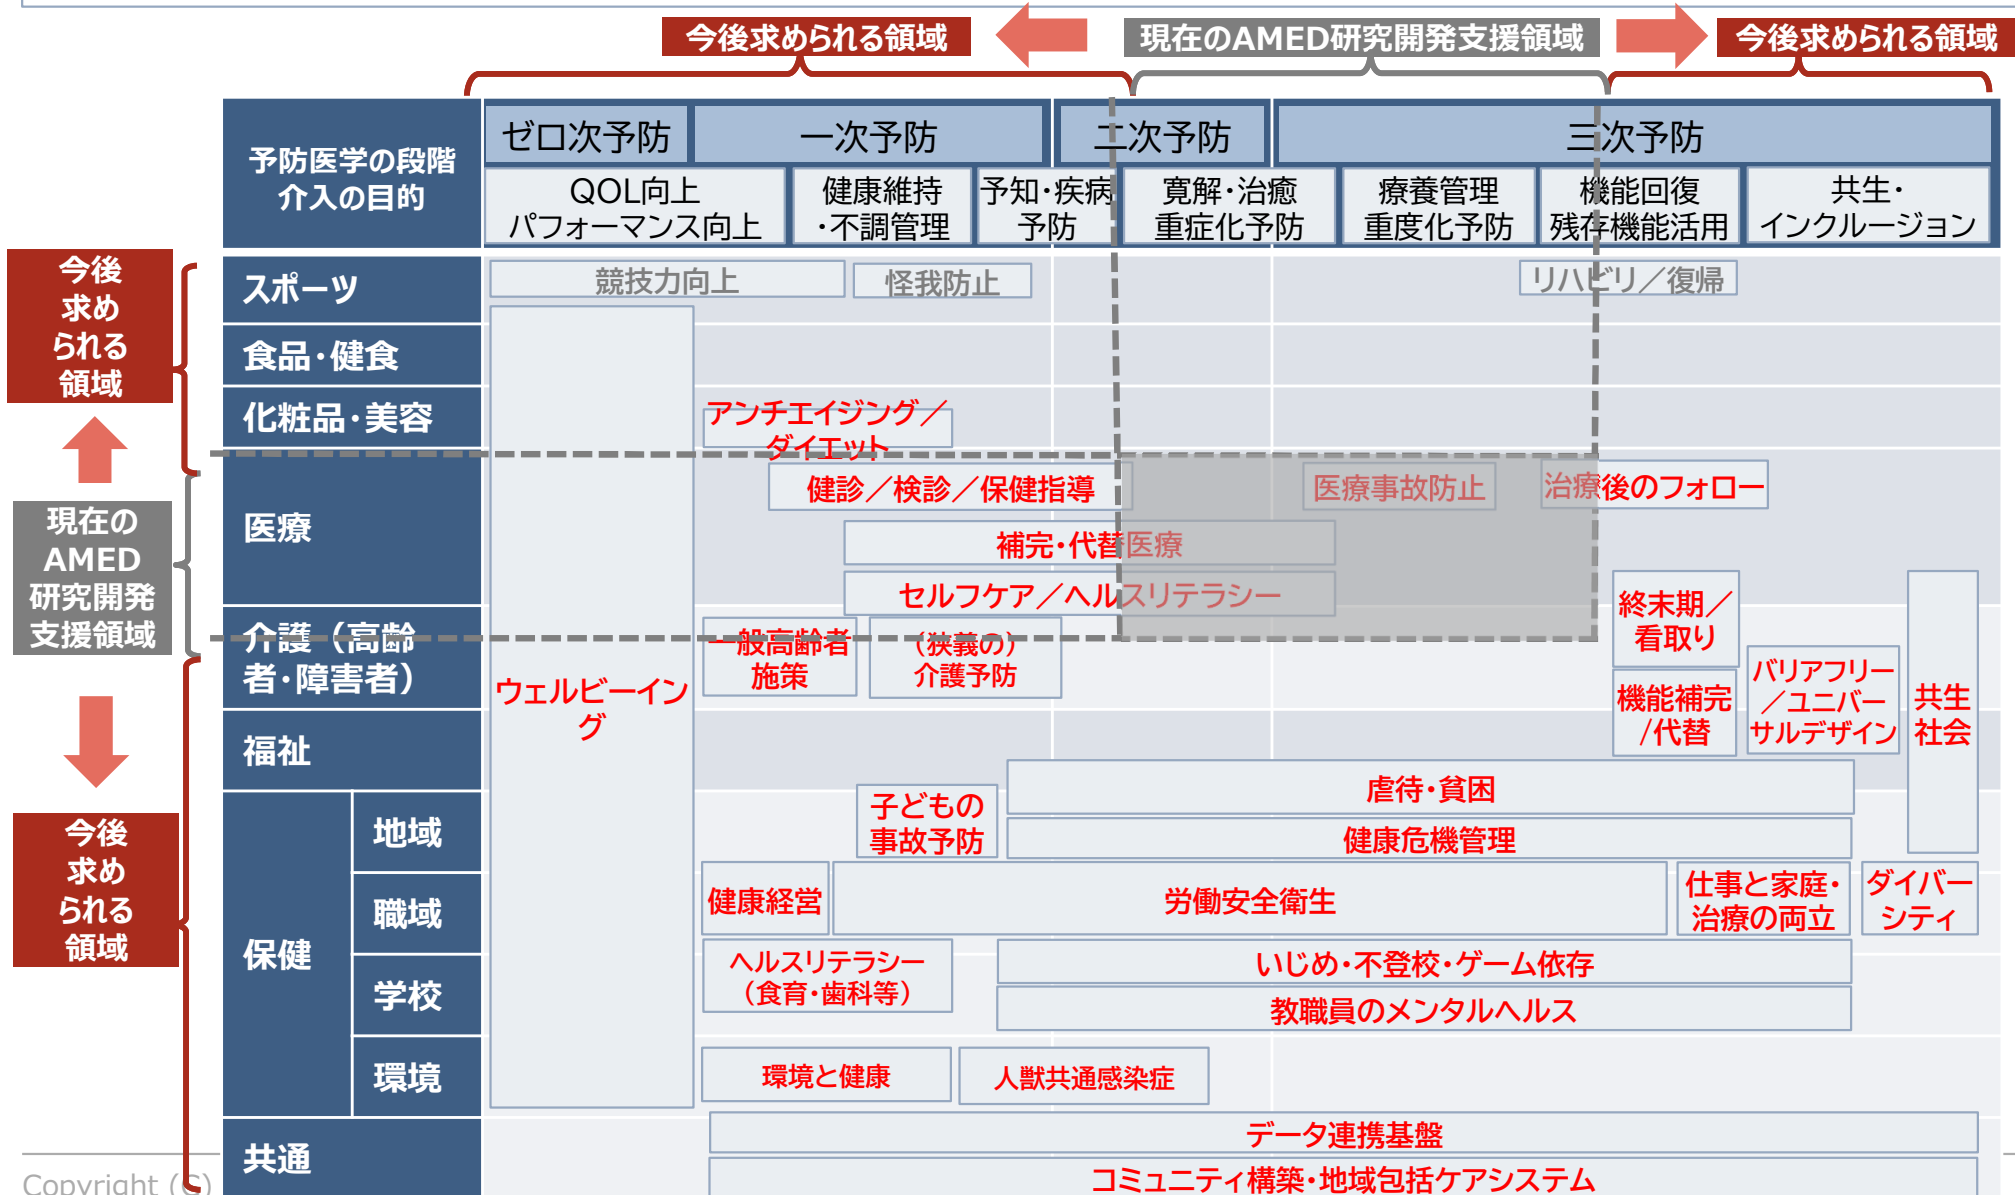 今後求められる領域
現在のAMED研究開発支援領域
今後求められる領域
予防医学の段階
介入の目的
ゼロ次予防
一次予防
二次予防
三次予防
QOL向上
パフォーマンス向上
健康維持
・不調管理
予知・疾病
予防
寛解・治癒
重症化予防
療養管理
重度化予防
機能回復
残存機能活用
共生・
インクルージョン
今後
求め
られる
領域
現在の
AMED
研究開発
支援領域
今後
求め
られる
領域
スポーツ
競技力向上
怪我防止
リハビリ／復帰
食品・健食
化粧品・美容
アンチエイジング／
ダイエット
医療
健診／検診／保健指導
医療事故防止
治療後のフォロー
補完・代替医療
セルフケア／ヘルスリテラシー
介護（高齢
者・障害者）
一般高齢者
施策
（狭義の）
介護予防
終末期／
看取り
ウェルビーイン
グ
機能補完
/代替
バリアフリー
／ユニバー
サルデザイン
共生
社会
福祉
虐待・貧困
保健
地域
子どもの
事故予防
健康危機管理
職域
健康経営
労働安全衛生
仕事と家庭・
治療の両立
ダイバー
シティ
学校
ヘルスリテラシー
（食育・歯科等）
いじめ・不登校・ゲーム依存
教職員のメンタルヘルス
環境
環境と健康
人獣共通感染症
共通
データ連携基盤
コミュニティ構築・地域包括ケアシステム
Copyright (C)